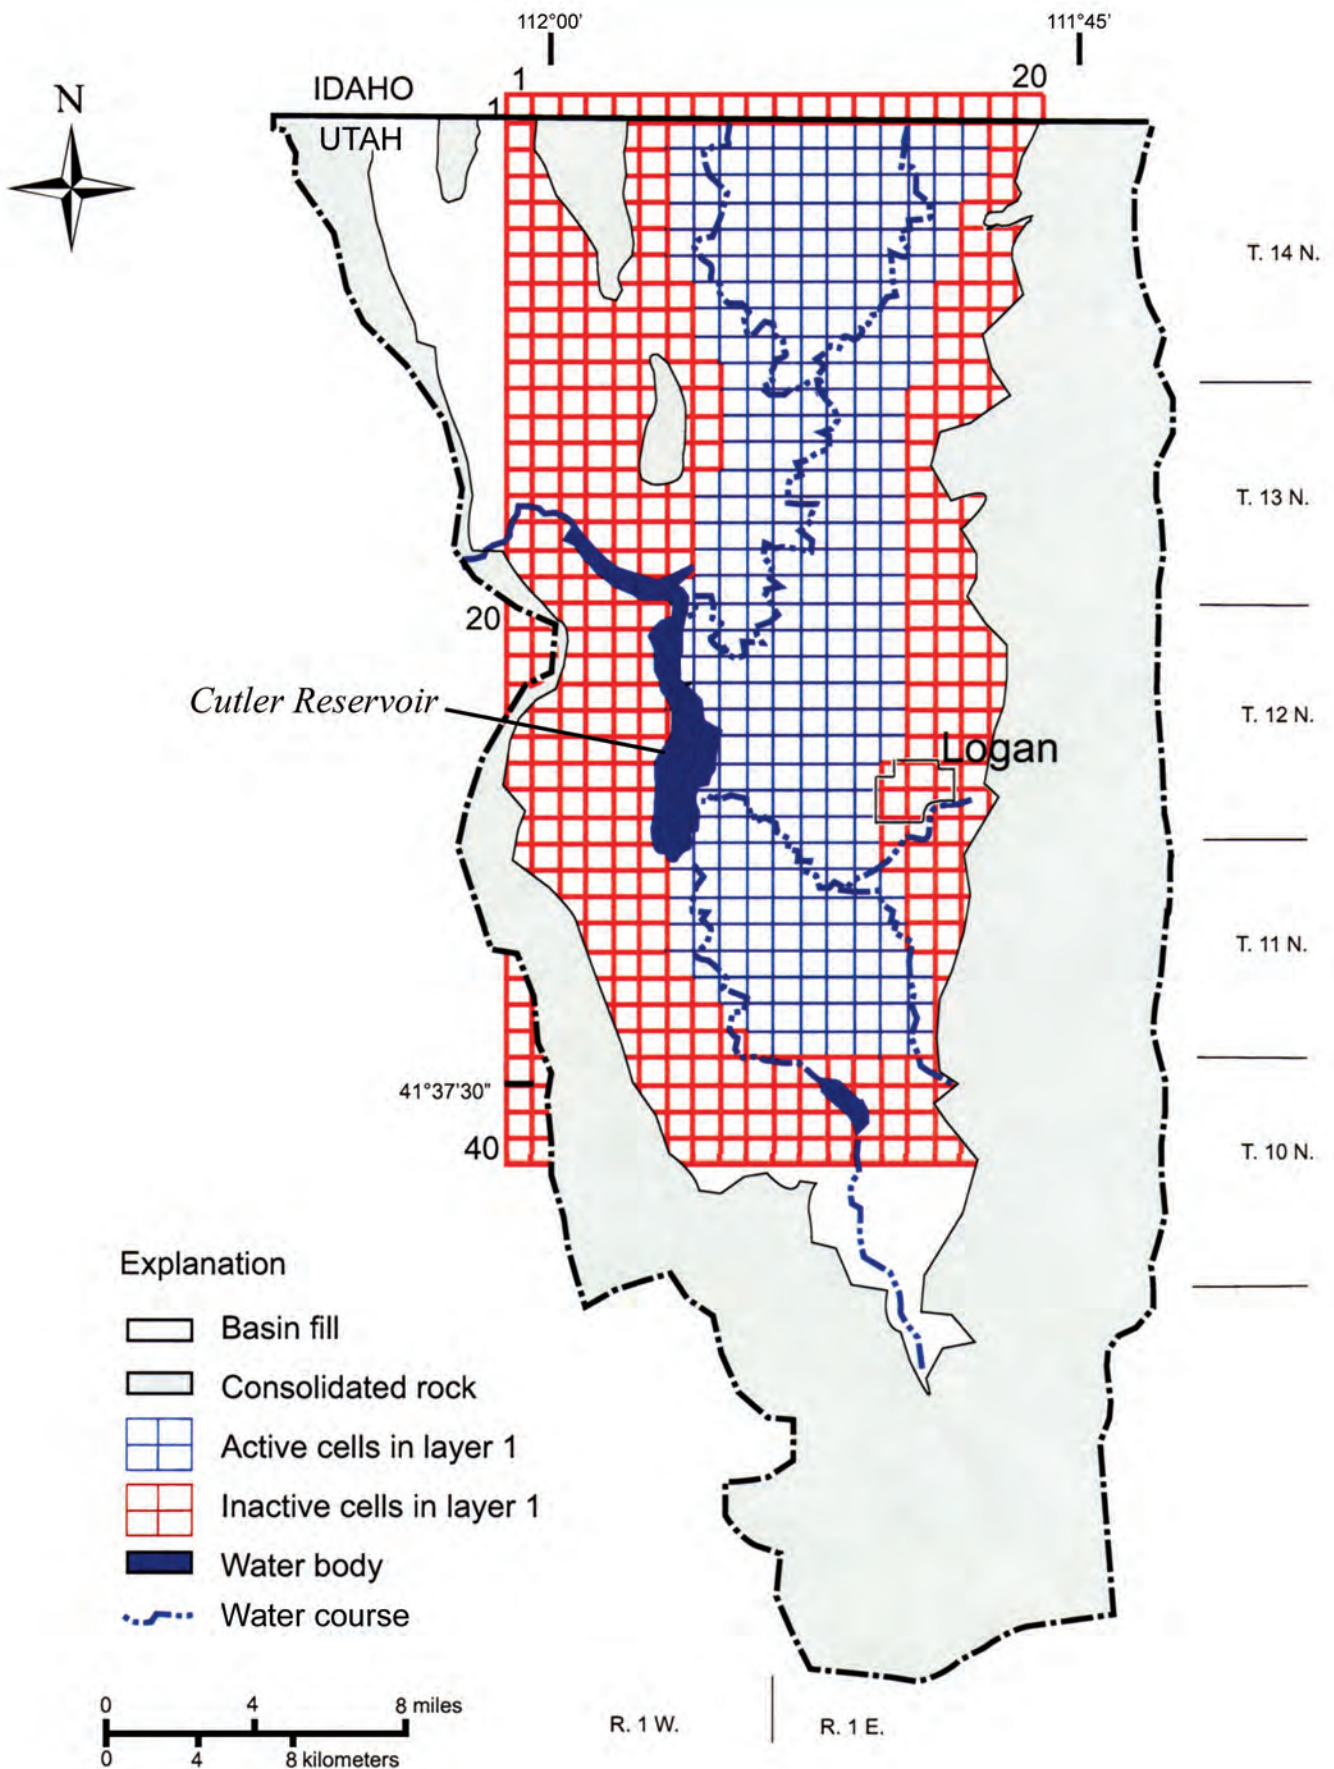 112°00'
111°45'
N
1
20
IDAHO
1
UTAH
T. 14 N.
T. 13 N.
20
Cutler Reservoir
T. 12 N.
Logan
T. 11 N.
41°37'30"
40
T. 10 N.
Explanation
Basin fill
Consolidated rock
Active cells in layer 1
Inactive cells in layer 1
Water body
Water course
0 4 8 miles
0 4 8 kilometers
R. 1 W. R. 1 E.